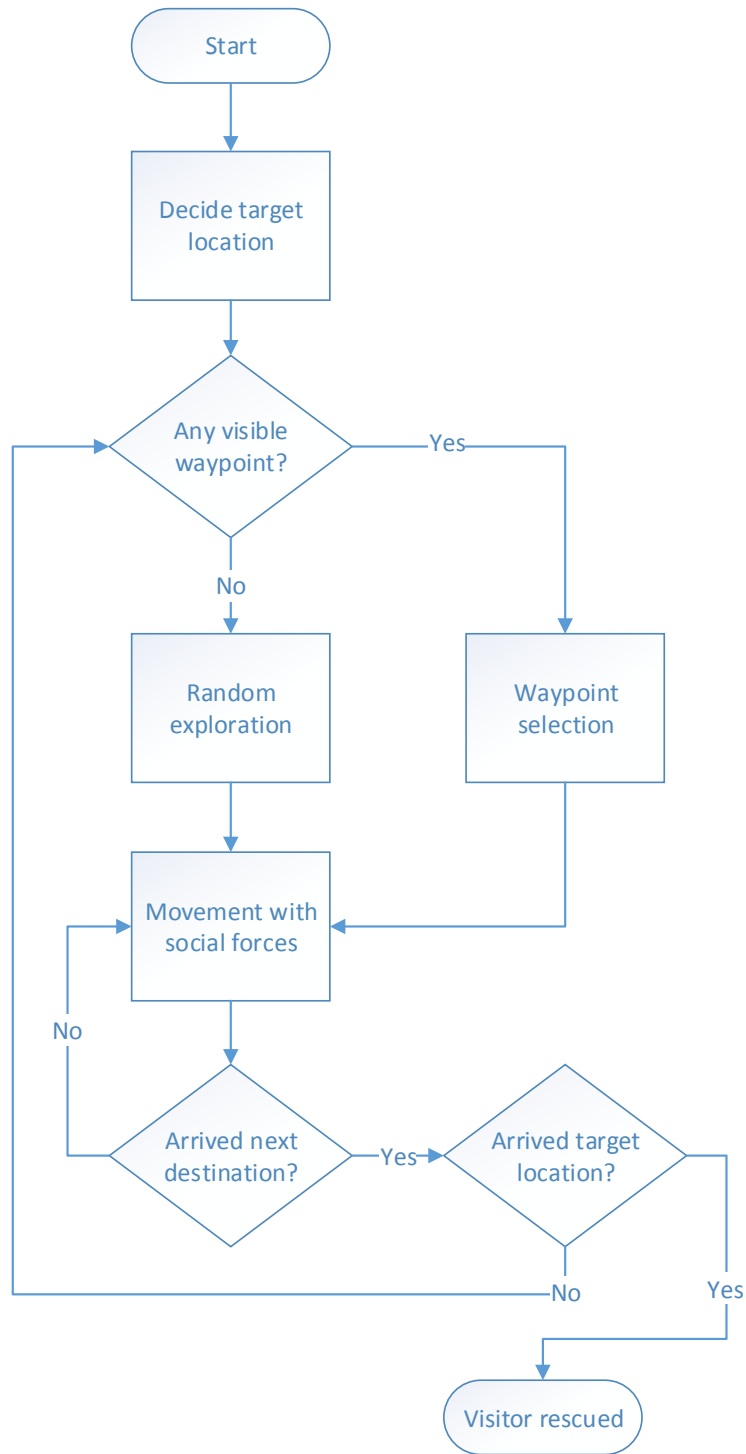 Start
Decide target
location
Any visible
waypoint?
Yes
No
Random
exploration
Waypoint
selection
Movement with
social forces
No
Arrived next
destination?
Yes
Arrived target
location?
No
Yes
Visitor rescued